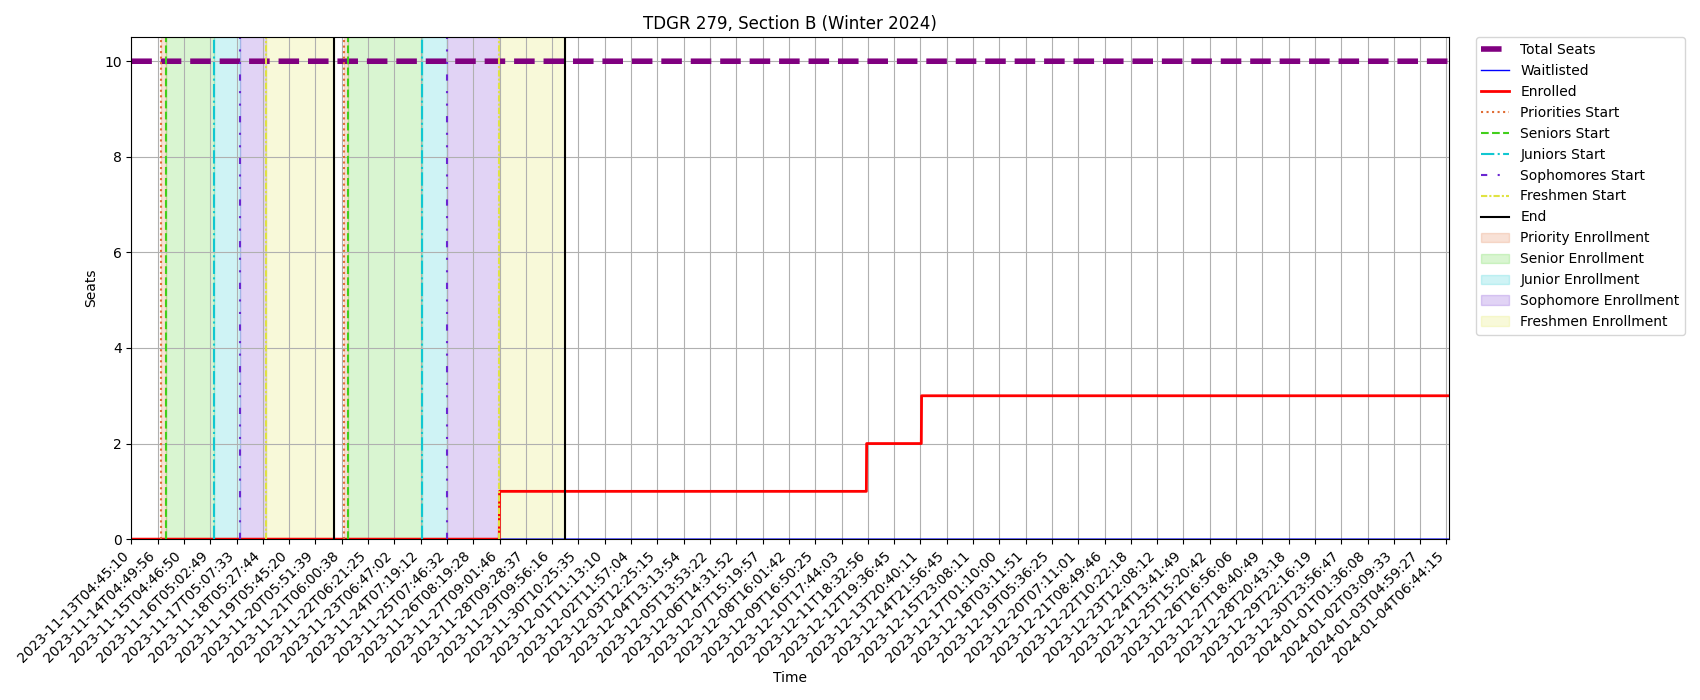 TDGR 279, Section B (Winter 2024)
Total Seats
Waitlisted
Enrolled
Priorities Start
Seniors Start
Juniors Start
Sophomores Start
Freshmen Start
End
Priority Enrollment
Senior Enrollment
Junior Enrollment
Sophomore Enrollment
Freshmen Enrollment
10
8
6
4
2
0
Seats
2023-11-13T04:45:10
2023-11-14T04:49:56
2023-11-15T04:46:50
2023-11-16T05:02:49
2023-11-17T05:07:33
2023-11-18T05:27:44
2023-11-19T05:45:20
2023-11-20T05:51:39
2023-11-21T06:00:38
2023-11-22T06:21:25
2023-11-23T06:47:02
2023-11-24T07:19:12
2023-11-25T07:46:32
2023-11-26T08:19:28
2023-11-27T09:01:46
2023-11-28T09:28:37
2023-11-29T09:56:16
2023-11-30T10:25:35
2023-12-01T11:13:10
2023-12-02T11:57:04
2023-12-03T12:25:15
2023-12-04T13:13:54
2023-12-05T13:53:22
2023-12-06T14:31:52
2023-12-07T15:19:57
2023-12-08T16:01:42
2023-12-09T16:50:25
2023-12-10T17:44:03
2023-12-11T18:32:56
2023-12-12T19:36:45
2023-12-13T20:40:11
2023-12-14T21:56:45
2023-12-15T23:08:11
2023-12-17T01:10:00
2023-12-18T03:11:51
2023-12-19T05:36:25
2023-12-20T07:11:01
2023-12-21T08:49:46
2023-12-22T10:22:18
2023-12-23T12:08:12
2023-12-24T13:41:49
2023-12-25T15:20:42
2023-12-26T16:56:06
2023-12-27T18:40:49
2023-12-28T20:43:18
2023-12-29T22:16:19
2023-12-30T23:56:47
2024-01-01T01:36:08
2024-01-02T03:09:33
2024-01-03T04:59:27
2024-01-04T06:44:15
Time